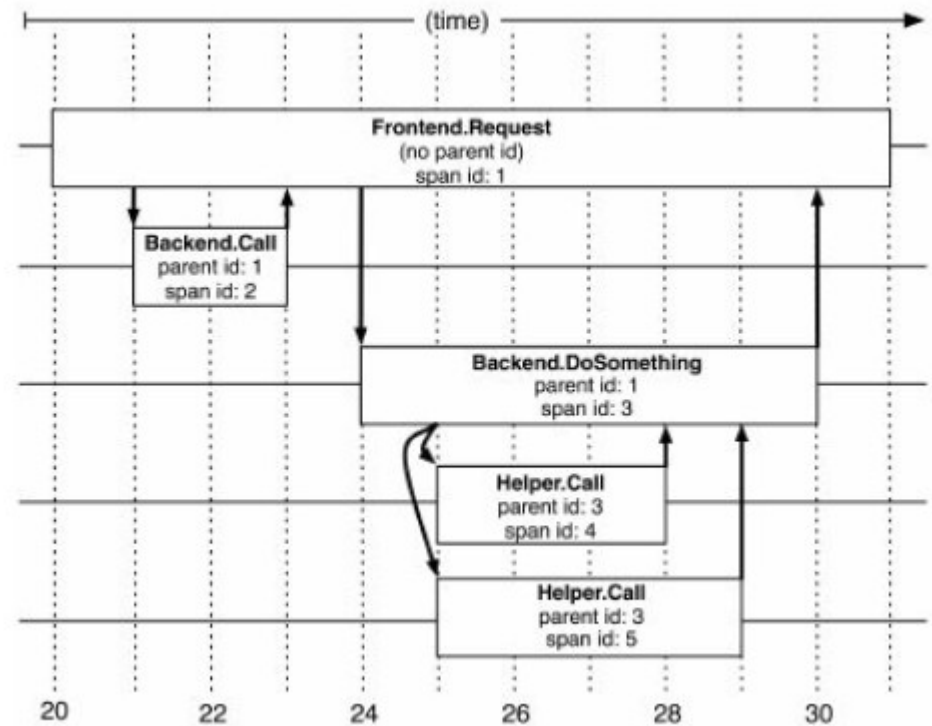 (time)
Frontend.Request
(no parent id)
span id: 1
Backend.Call
parent id: 1
span id: 2
Backend.DoSomething
parent id: 1
span id: 3
Helper.Call
parent id: 3
span id: 4
Helper.Call
parent id: 3
span id: 5
20 22 24 26 28 30